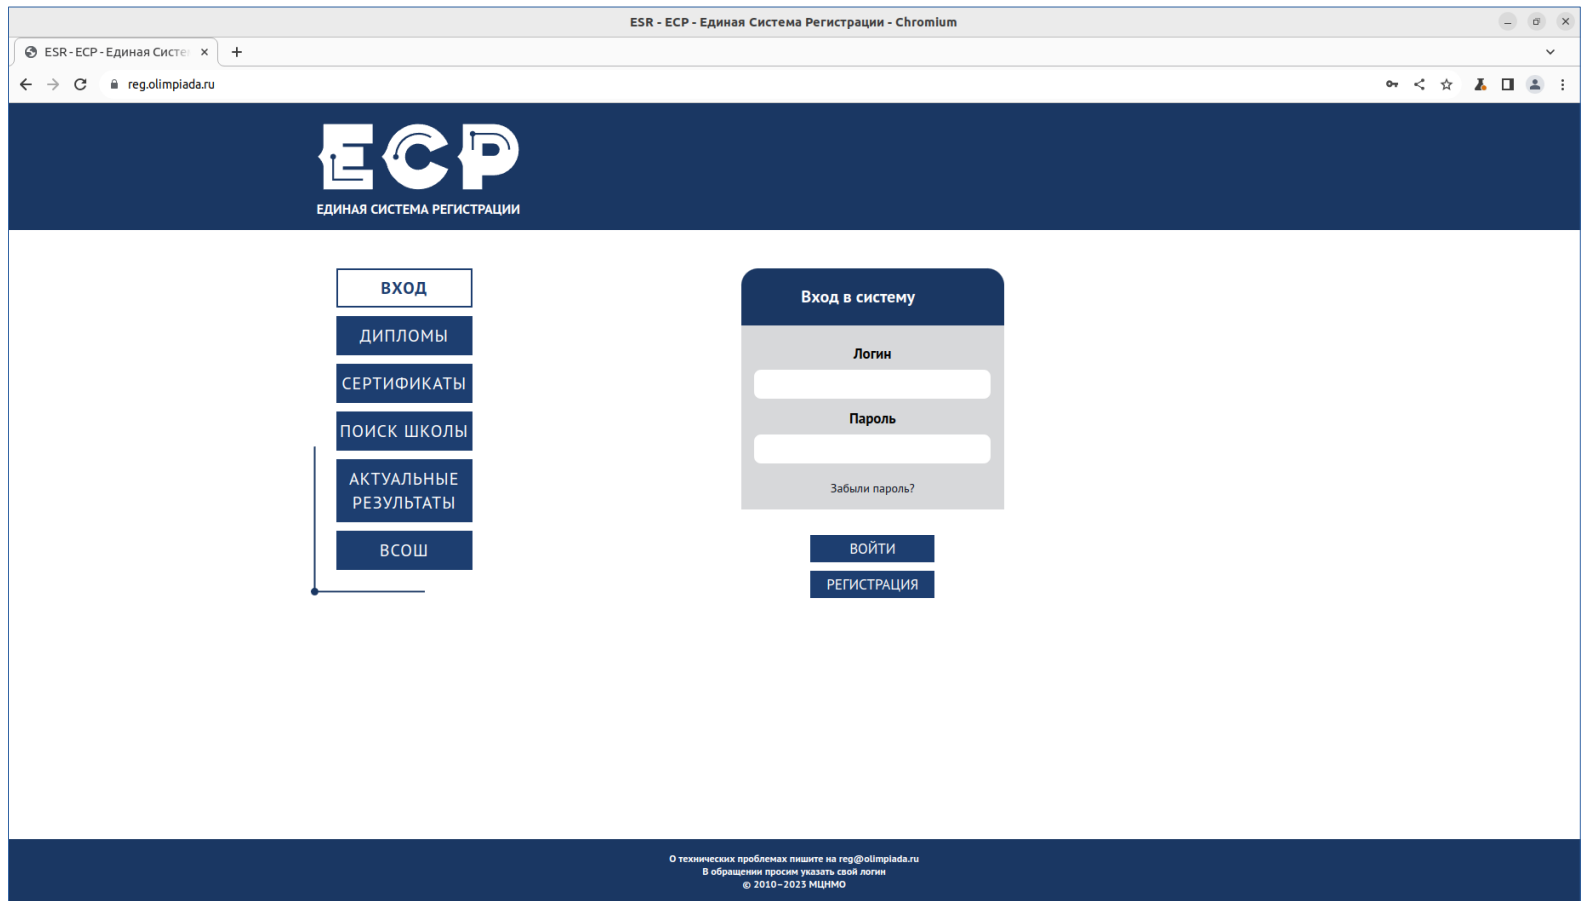 ESR - ECP - Единая Система Регистрации - Chromium
ESR - ECP - Единая Систе
reg.olimpiada.ru
ЕСР
ЕДИНАЯ СИСТЕМА РЕГИСТРАЦИИ
ВХОД
ДИПЛОМЫ
СЕРТИФИКАТЫ
ПОИСК ШКОЛЫ
АКТУАЛЬНЫЕ
РЕЗУЛЬТАТЫ
ВСОШ
Вход в систему
Логин
Пароль
Забыли пароль?
ВОЙТИ
РЕГИСТРАЦИЯ
О технических проблемах пишите на reg@olimpiada.ru
В обращении просим указать свой логин
© 2010–2023 МЦНМО